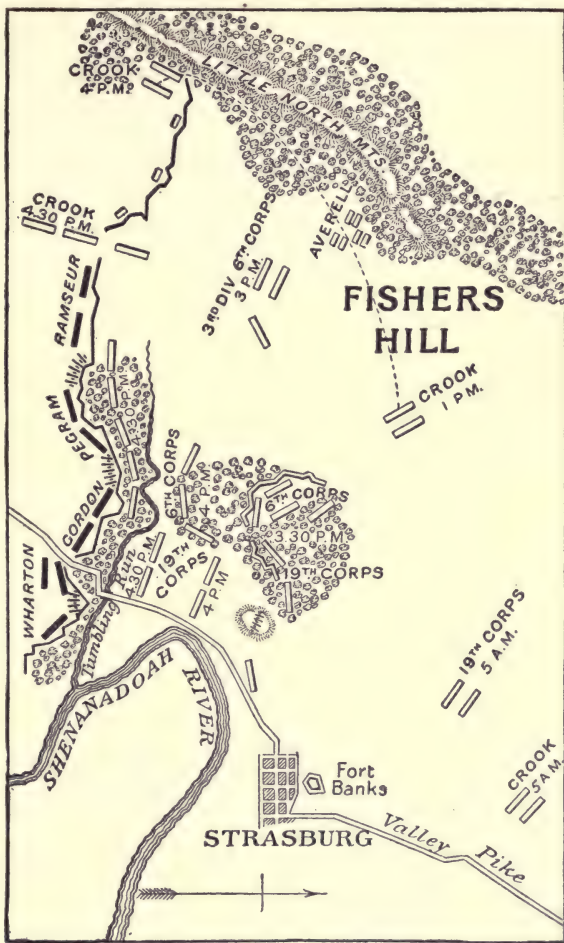 LITTLE NORTH MTS
CROOK
4 P.M.
CROOK
4.30 P.M.
AVERELL
3RD DIV 6TH CORPS
3 P.M.
RAMSEUR
FISHERS
HILL
CROOK
1 P.M.
PEGRAM
4.30 P.M.
6TH CORPS
4 P.M.
6TH CORPS
3.30 P.M.
19TH CORPS
GORDON
19TH CORPS
4.30 P.M.
4 P.M
WHARTON
Tumbling Run
19TH CORPS
5 A.M.
SHENANADOAH
RIVER
CROOK
5 A.M.
Fort
Banks
STRASBURG
Valley Pike